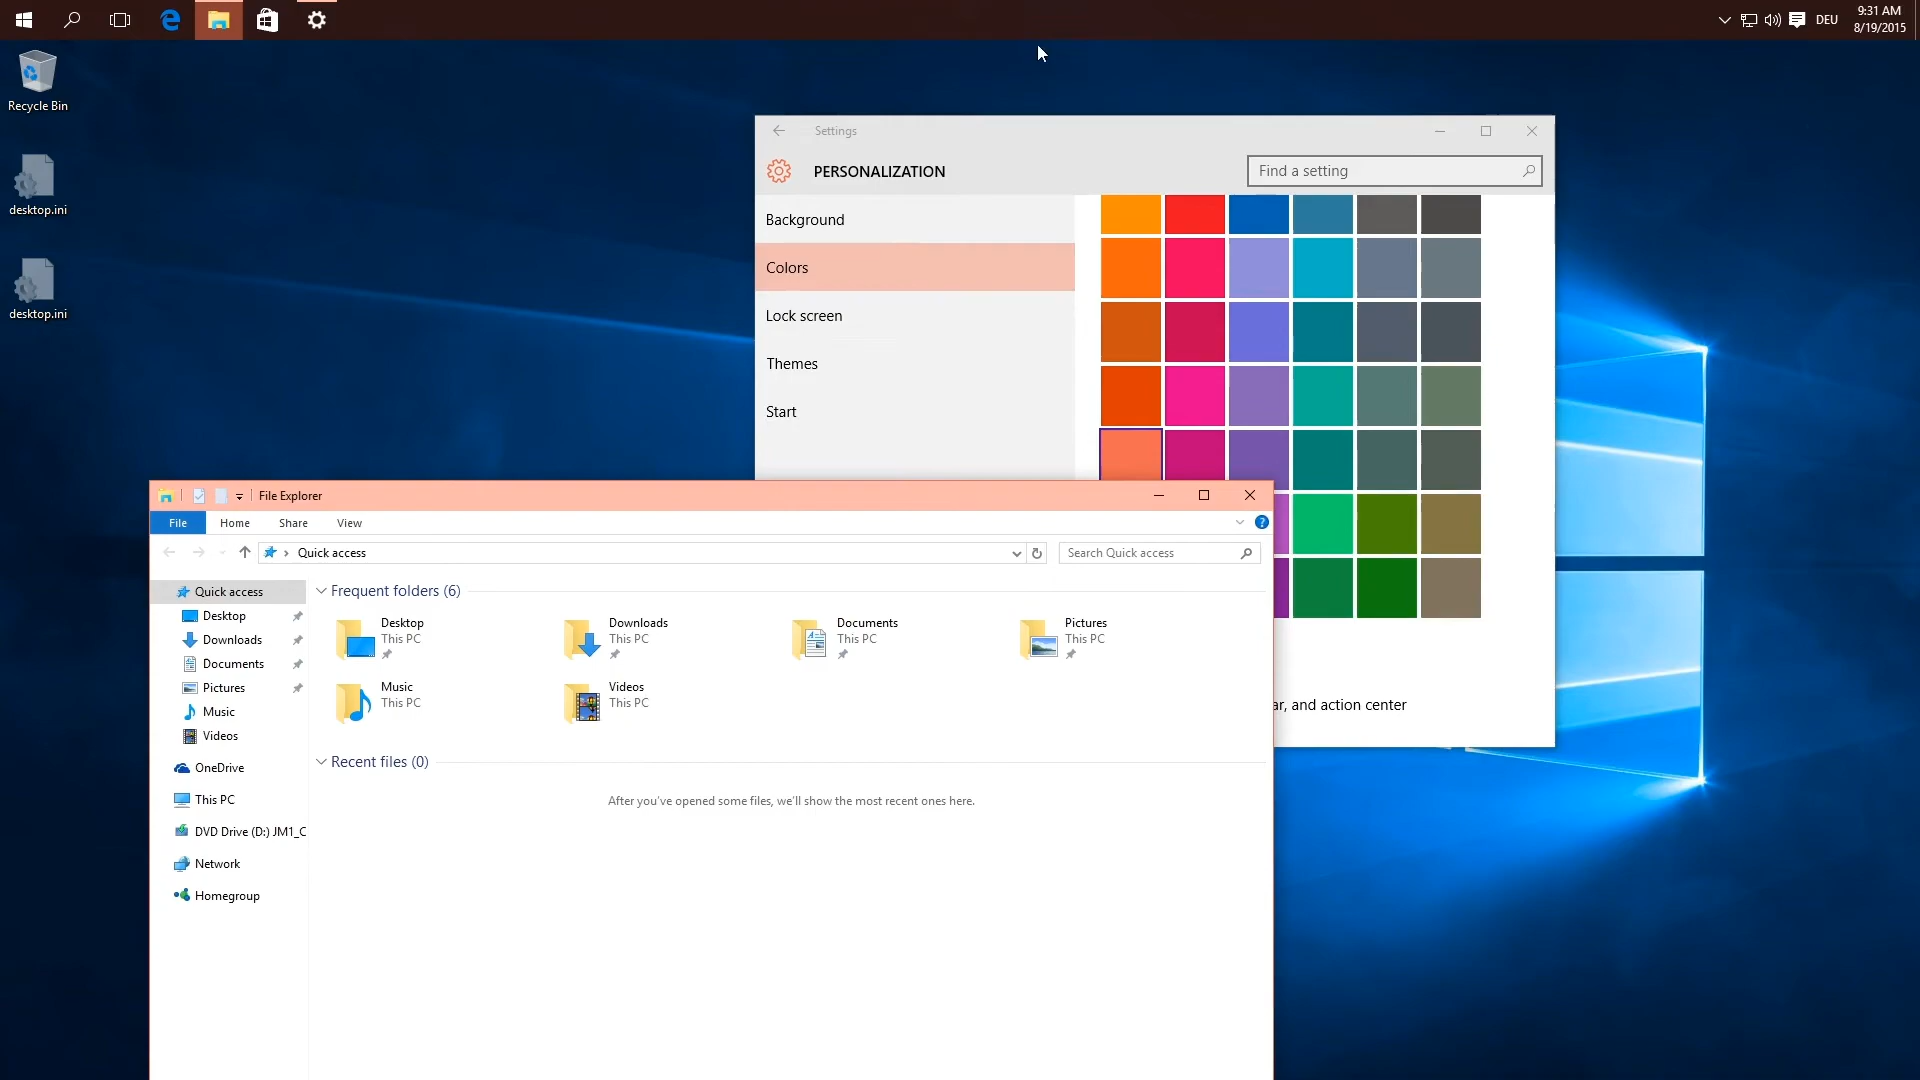 DEU
9:31 AM
8/19/2015
Recycle Bin
desktop.ini
desktop.ini
Settings
PERSONALIZATION
Find a setting
Background
Colors
Lock screen
Themes
Start
ar, and action center
File Explorer
File Home Share View
Quick access
Search Quick access
Quick access
Desktop
Downloads
Documents
Pictures
Music
Videos
OneDrive
This PC
DVD Drive (D:) JM1_C
Network
Homegroup
Frequent folders (6)
Desktop
This PC
Downloads
This PC
Documents
This PC
Pictures
This PC
Music
This PC
Videos
This PC
Recent files (0)
After you've opened some files, we'll show the most recent ones here.